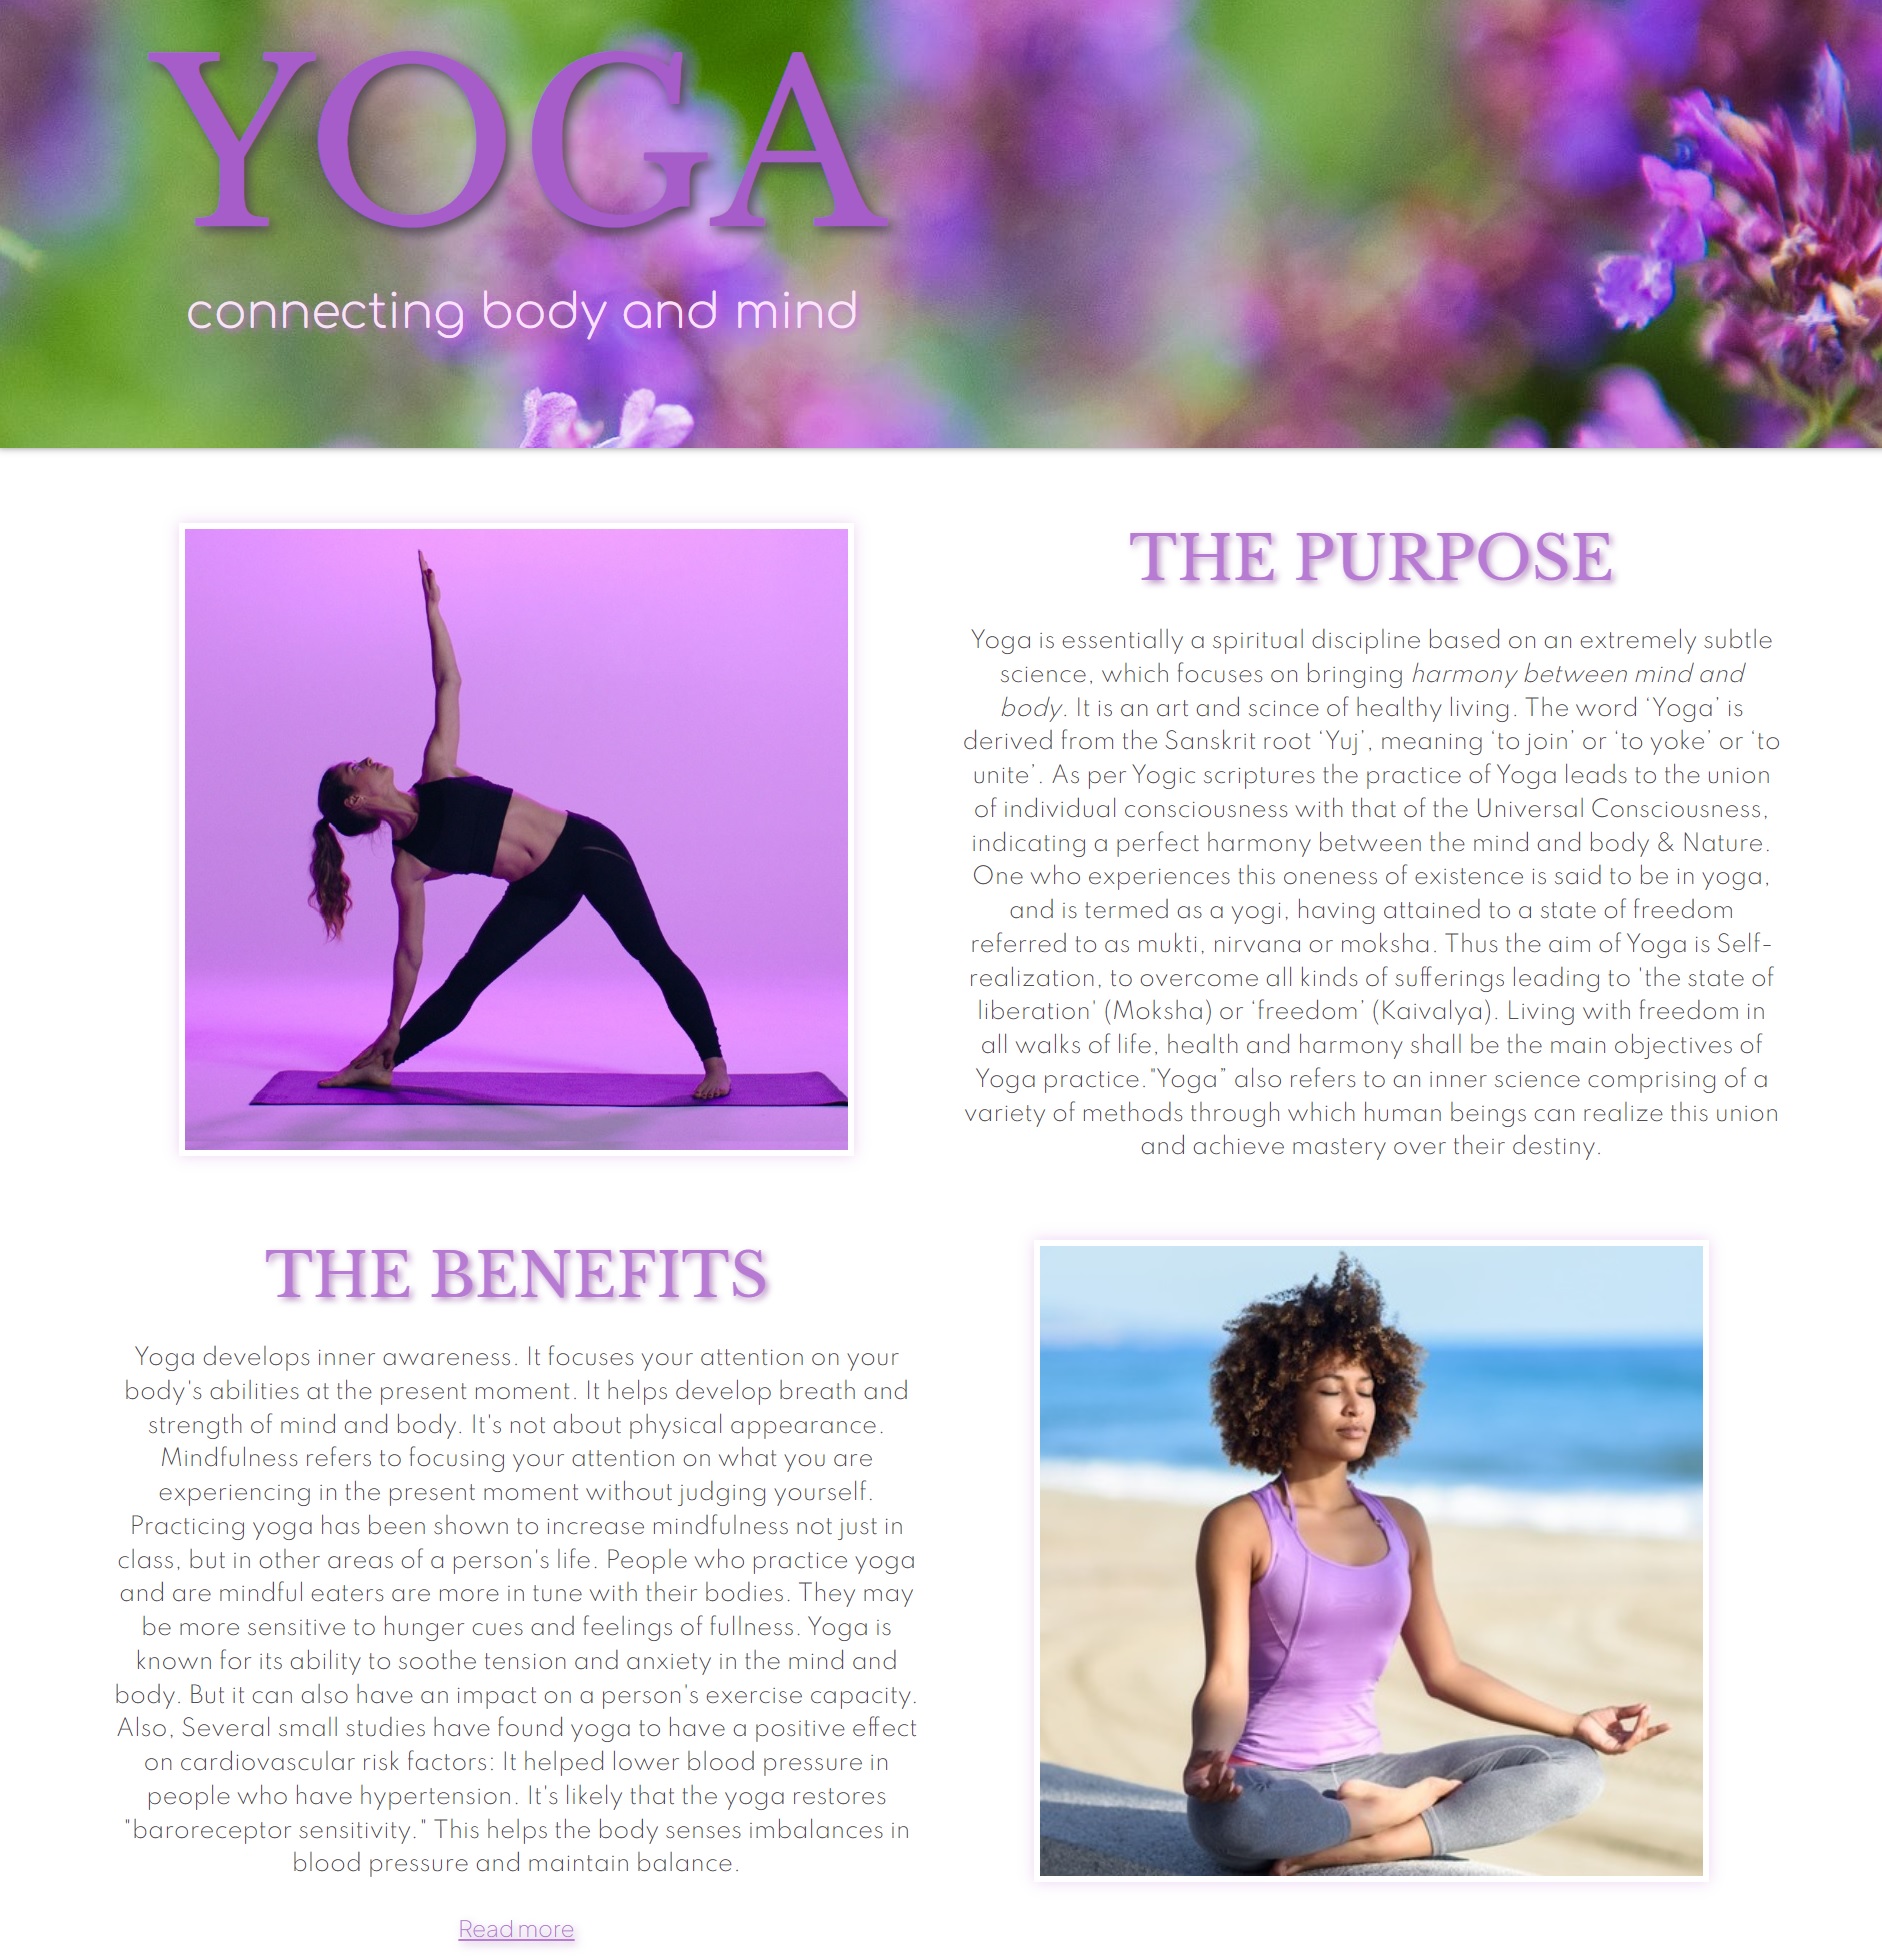 YOGA
connecting body and mind
THE PURPOSE
Yoga is essentially a spiritual discipline based on an extremely subtle
science, which focuses on bringing harmony between mind and
body. It is an art and scince of healthy living. The word ‘Yoga’ is
derived from the Sanskrit root ‘Yuj’, meaning ‘to join’ or ‘to yoke’ or ‘to
unite’. As per Yogic scriptures the practice of Yoga leads to the union
of individual consciousness with that of the Universal Consciousness,
indicating a perfect harmony between the mind and body & Nature.
One who experiences this oneness of existence is said to be in yoga,
and is termed as a yogi, having attained to a state of freedom
referred to as mukti, nirvana or moksha. Thus the aim of Yoga is Self-
realization, to overcome all kinds of sufferings leading to 'the state of
liberation' (Moksha) or ‘freedom’ (Kaivalya). Living with freedom in
all walks of life, health and harmony shall be the main objectives of
Yoga practice."Yoga” also refers to an inner science comprising of a
variety of methods through which human beings can realize this union
and achieve mastery over their destiny.
THE BENEFITS
Yoga develops inner awareness. It focuses your attention on your
body's abilities at the present moment. It helps develop breath and
strength of mind and body. It's not about physical appearance.
Mindfulness refers to focusing your attention on what you are
experiencing in the present moment without judging yourself.
Practicing yoga has been shown to increase mindfulness not just in
class, but in other areas of a person's life. People who practice yoga
and are mindful eaters are more in tune with their bodies. They may
be more sensitive to hunger cues and feelings of fullness. Yoga is
known for its ability to soothe tension and anxiety in the mind and
body. But it can also have an impact on a person's exercise capacity.
Also, Several small studies have found yoga to have a positive effect
on cardiovascular risk factors: It helped lower blood pressure in
people who have hypertension. It's likely that the yoga restores
"baroreceptor sensitivity." This helps the body senses imbalances in
blood pressure and maintain balance.
Read more